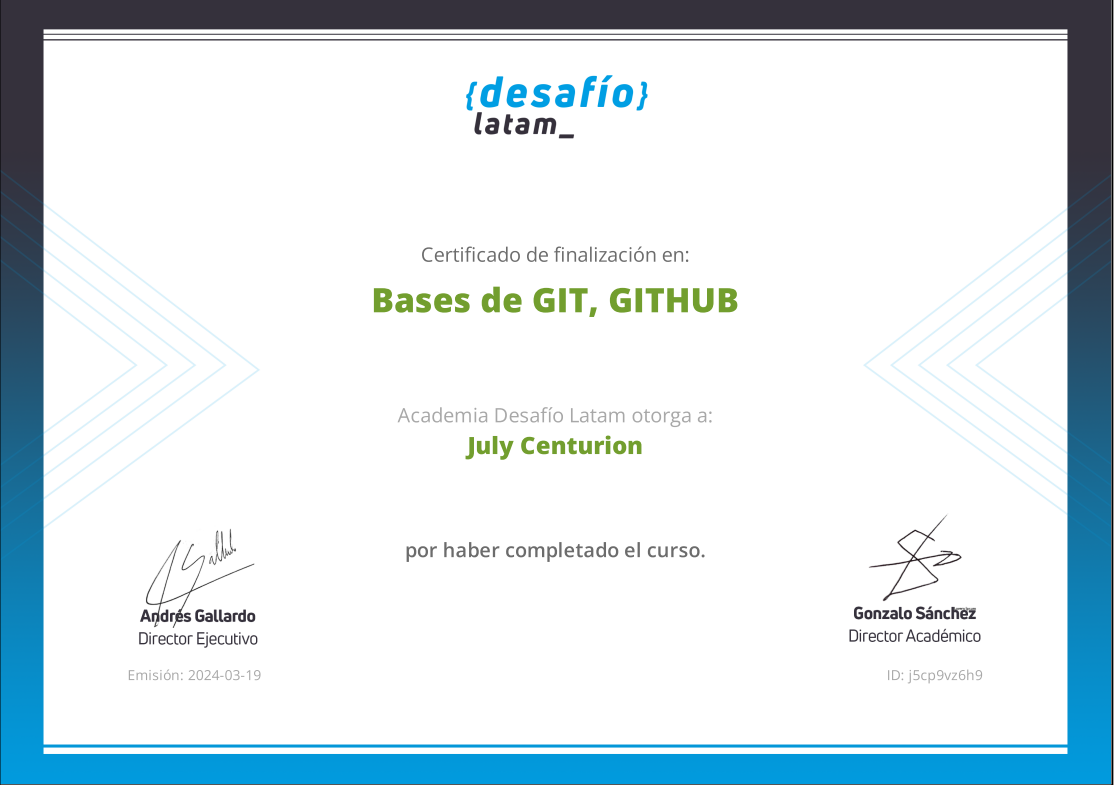 {desafío}
latam_
Certificado de finalización en:
Bases de GIT, GITHUB
Academia Desafío Latam otorga a:
July Centurion
por haber completado el curso.
Andrés Gallardo
Director Ejecutivo
Emisión: 2024-03-19
Gonzalo Sánchez
Director Académico
ID: j5cp9vz6h9